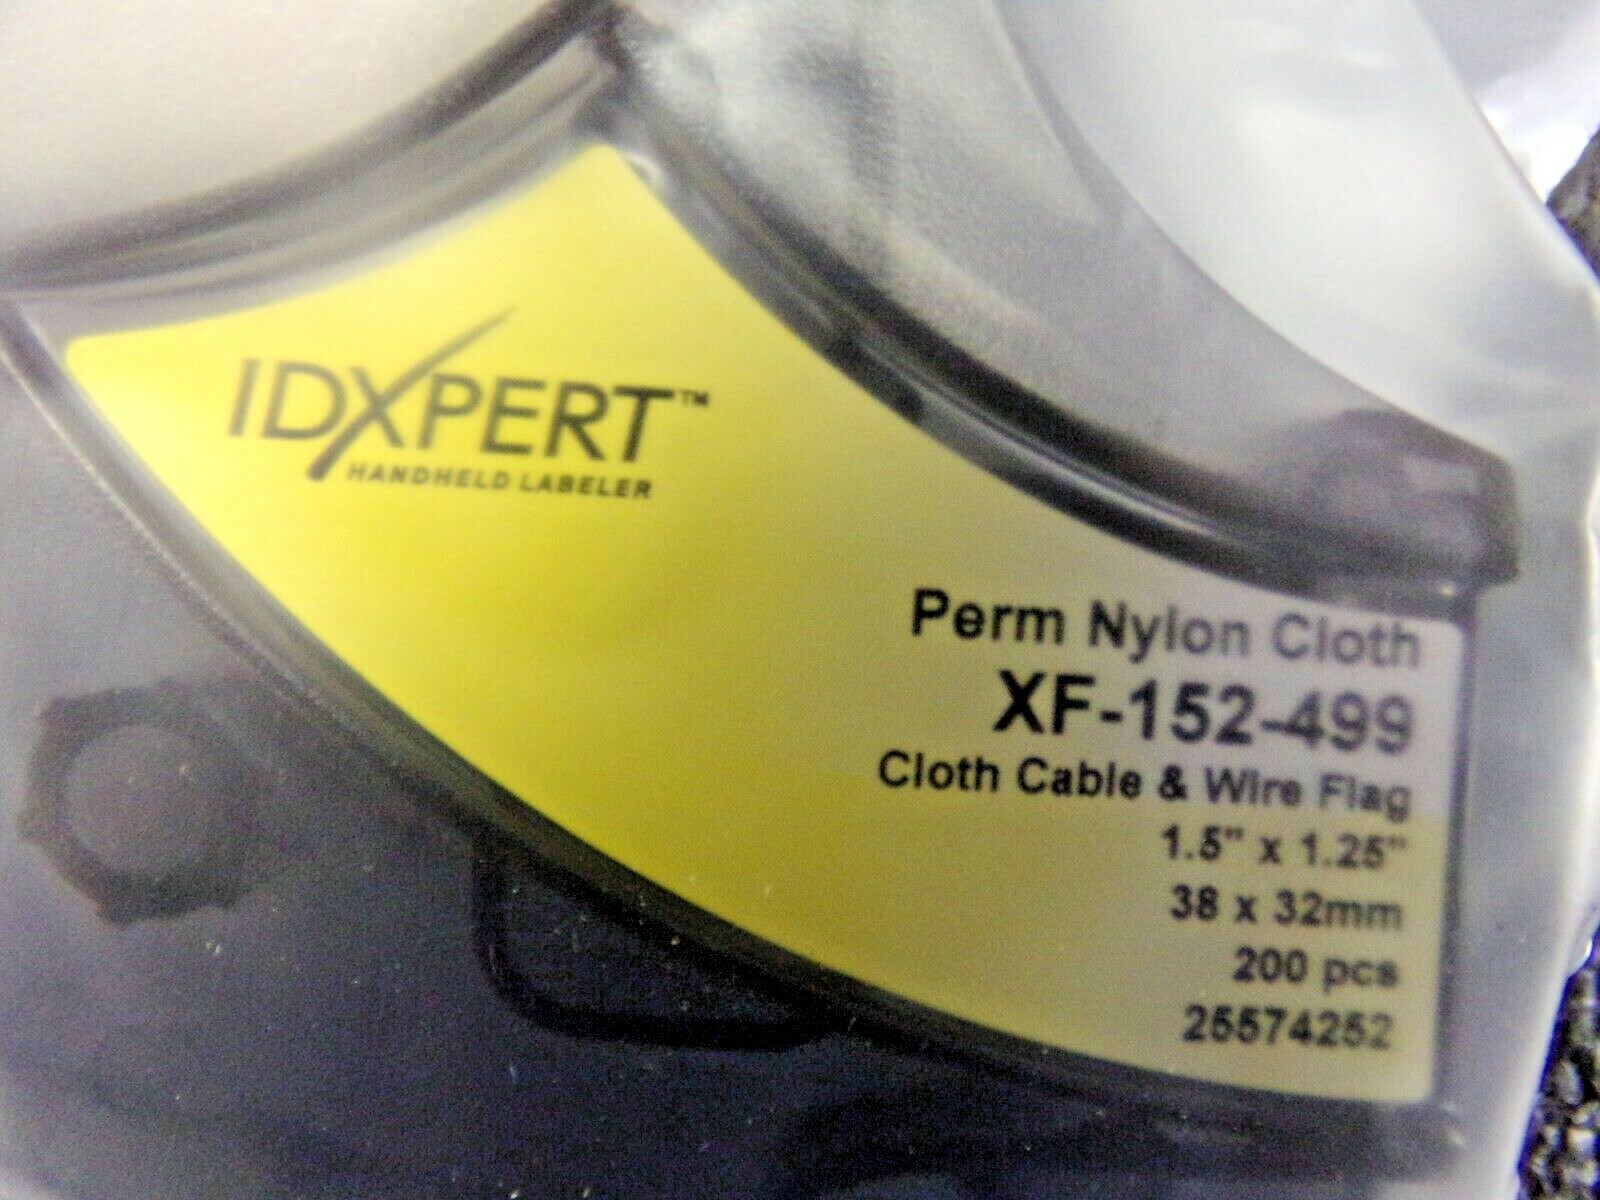 IDXPERT™
HANDHELD LABELER
Perm Nylon Cloth
XF-152-499
Cloth Cable & Wire Flag
1.5" x 1.25"
38 x 32mm
200 pcs
25574252